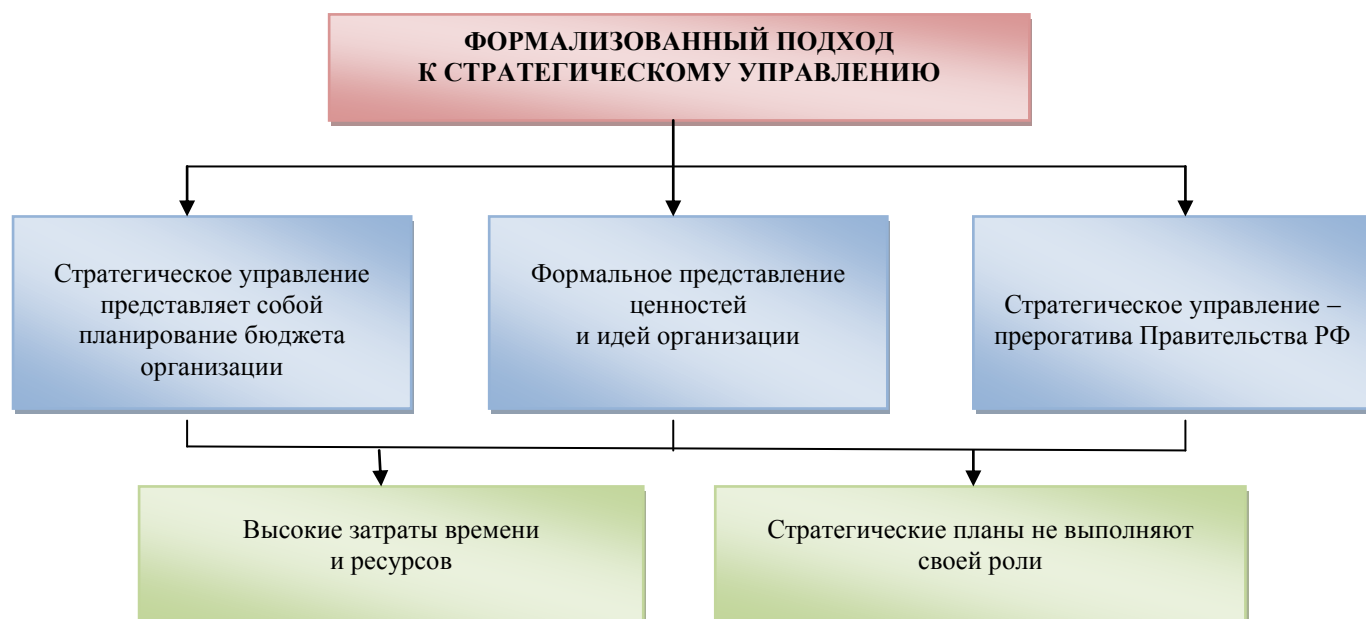 ФОРМАЛИЗОВАННЫЙ ПОДХОД
К СТРАТЕГИЧЕСКОМУ УПРАВЛЕНИЮ
Стратегическое управление
представляет собой
планирование бюджета
организации
Формальное представление
ценностей
и идей организации
Стратегическое управление –
прерогатива Правительства РФ
Высокие затраты времени
и ресурсов
Стратегические планы не выполняют
своей роли